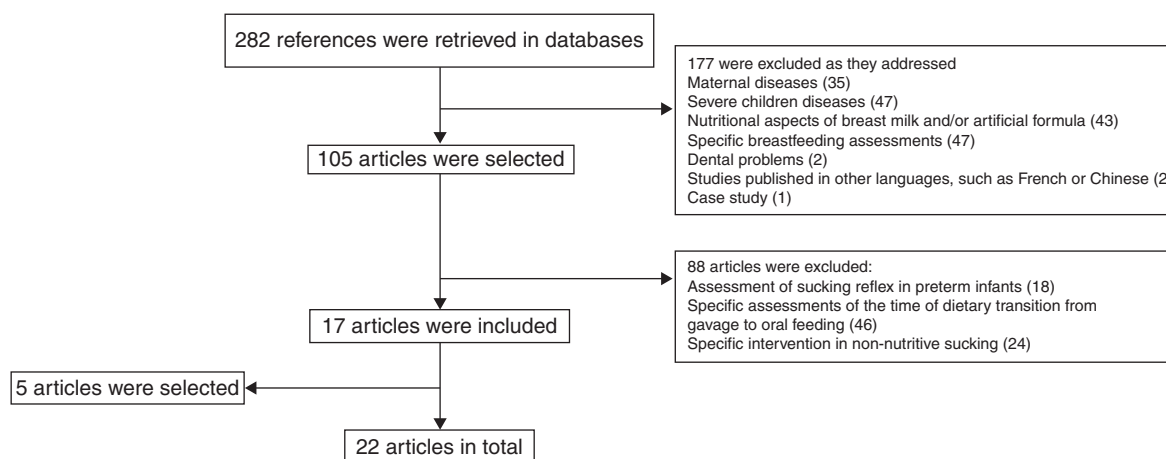 282 references were retrieved in databases
177 were excluded as they addressed
Maternal diseases (35)
Severe children diseases (47)
Nutritional aspects of breast milk and/or artificial formula (43)
Specific breastfeeding assessments (47)
Dental problems (2)
Studies published in other languages, such as French or Chinese (2
Case study (1)
105 articles were selected
88 articles were excluded:
Assessment of sucking reflex in preterm infants (18)
Specific assessments of the time of dietary transition from
gavage to oral feeding (46)
Specific intervention in non-nutritive sucking (24)
17 articles were included
5 articles were selected
22 articles in total